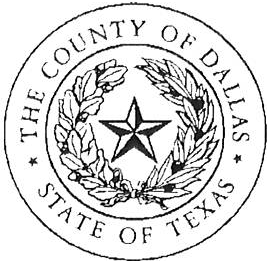 THE COUNTY OF DALLAS
STATE OF TEXAS